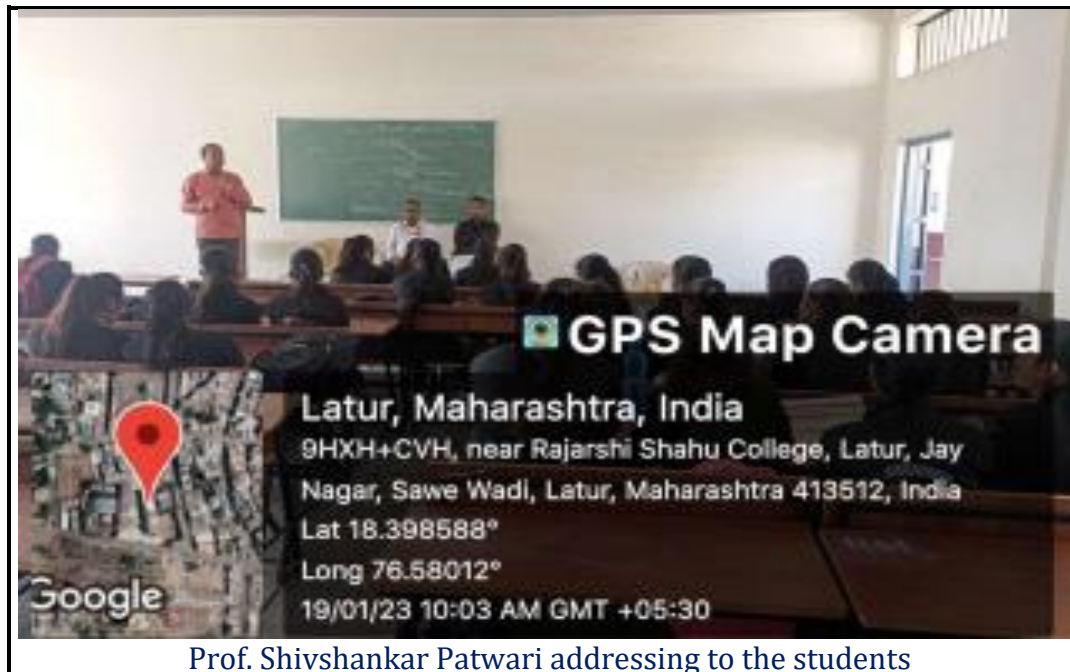 GPS Map Camera
Latur, Maharashtra, India
9HXH+CVH, near Rajarshi Shahu College, Latur, Jay
Nagar, Sawe Wadi, Latur, Maharashtra 413512, India
Lat 18.398588°
Long 76.58012°
19/01/23 10:03 AM GMT +05:30
Google
Prof. Shivshankar Patwari addressing to the students